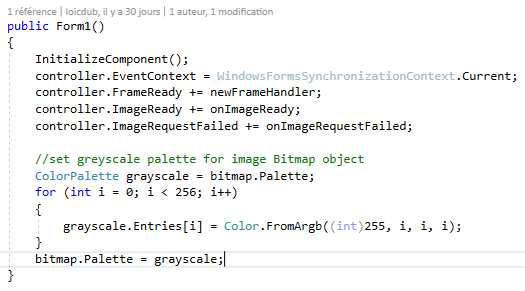 1 référence | loicdub, il y a 30 jours | 1 auteur, 1 modification
public Form1()
{
    InitializeComponent();
    controller.EventContext = WindowsFormsSynchronizationContext.Current;
    controller.FrameReady += newFrameHandler;
    controller.ImageReady += onImageReady;
    controller.ImageRequestFailed += onImageRequestFailed;

    //set greyscale palette for image Bitmap object
    ColorPalette grayscale = bitmap.Palette;
    for (int i = 0; i < 256; i++)
    {
        grayscale.Entries[i] = Color.FromArgb((int)255, i, i, i);
    }
    bitmap.Palette = grayscale;
}